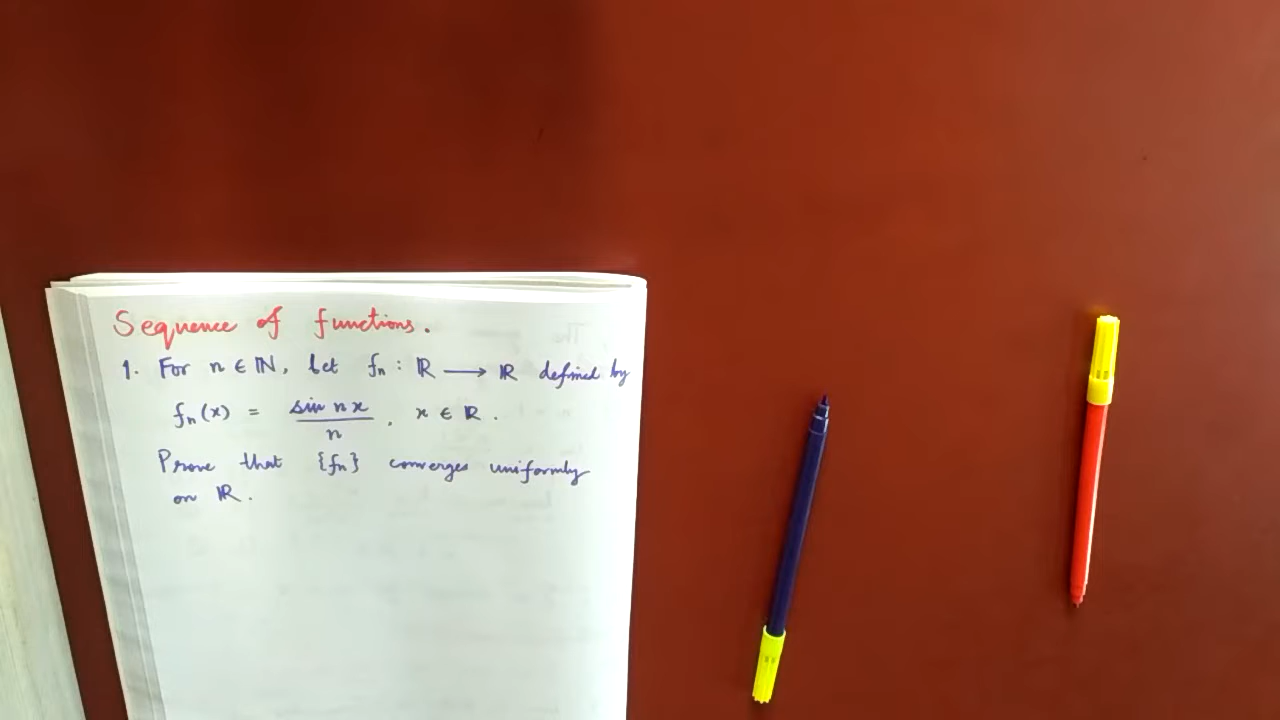 Sequence of functions.
1. For n ∈ ℕ, let fₙ : ℝ ⟶ ℝ defined by
fₙ(x) = sin nx / n , x ∈ ℝ.
Prove that {fₙ} converges uniformly
on ℝ.